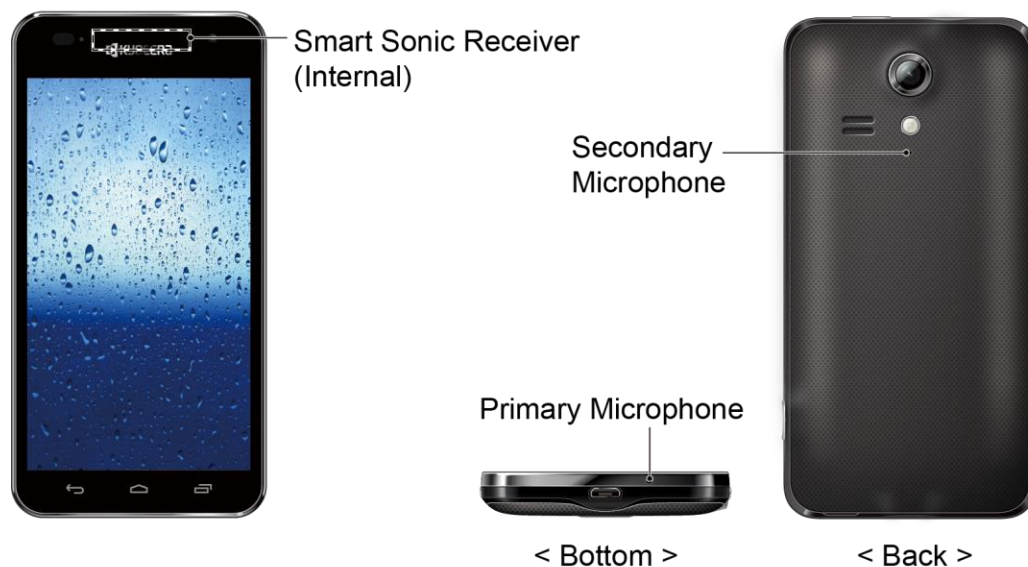 Smart Sonic Receiver
(Internal)
Secondary
Microphone
Primary Microphone
< Bottom >
< Back >